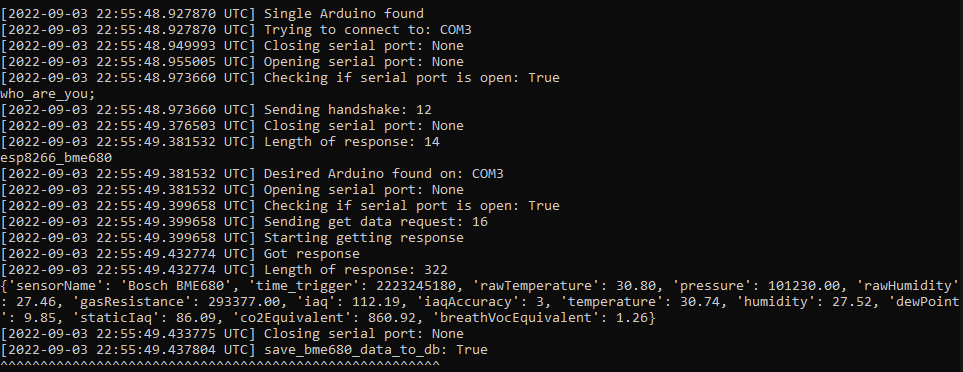 [2022-09-03 22:55:48.927870 UTC] Single Arduino found
[2022-09-03 22:55:48.927870 UTC] Trying to connect to: COM3
[2022-09-03 22:55:48.949993 UTC] Closing serial port: None
[2022-09-03 22:55:48.955005 UTC] Opening serial port: None
[2022-09-03 22:55:48.973660 UTC] Checking if serial port is open: True
who_are_you;
[2022-09-03 22:55:48.973660 UTC] Sending handshake: 12
[2022-09-03 22:55:49.376503 UTC] Closing serial port: None
[2022-09-03 22:55:49.381532 UTC] Length of response: 14
esp8266_bme680
[2022-09-03 22:55:49.381532 UTC] Desired Arduino found on: COM3
[2022-09-03 22:55:49.381532 UTC] Opening serial port: None
[2022-09-03 22:55:49.399658 UTC] Checking if serial port is open: True
[2022-09-03 22:55:49.399658 UTC] Sending get data request: 16
[2022-09-03 22:55:49.399658 UTC] Starting getting response
[2022-09-03 22:55:49.432774 UTC] Got response
[2022-09-03 22:55:49.432774 UTC] Length of response: 322
{'sensorName': 'Bosch BME680', 'time_trigger': 2223245180, 'rawTemperature': 30.80, 'pressure': 101230.00, 'rawHumidity'
: 27.46, 'gasResistance': 293377.00, 'iaq': 112.19, 'iaqAccuracy': 3, 'temperature': 30.74, 'humidity': 27.52, 'dewPoint
': 9.85, 'staticIaq': 86.09, 'co2Equivalent': 860.92, 'breathVocEquivalent': 1.26}
[2022-09-03 22:55:49.433775 UTC] Closing serial port: None
[2022-09-03 22:55:49.437804 UTC] save_bme680_data_to_db: True
^^^^^^^^^^^^^^^^^^^^^^^^^^^^^^^^^^^^^^^^^^^^^^^^^^^^^^^